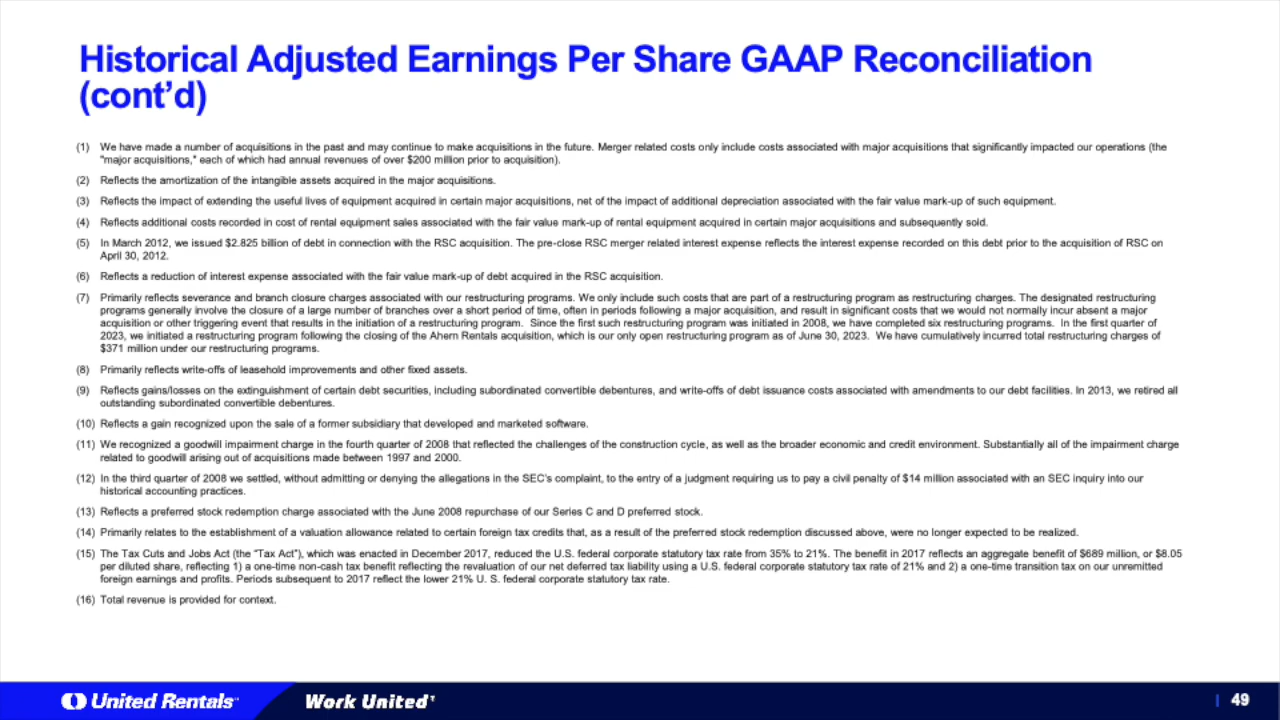 Historical Adjusted Earnings Per Share GAAP Reconciliation
(cont’d)
(1) We have made a number of acquisitions in the past and may continue to make acquisitions in the future. Merger related costs only include costs associated with major acquisitions that significantly impacted our operations (the
"major acquisitions," each of which had annual revenues of over $200 million prior to acquisition).
(2) Reflects the amortization of the intangible assets acquired in the major acquisitions.
(3) Reflects the impact of extending the useful lives of equipment acquired in certain major acquisitions, net of the impact of additional depreciation associated with the fair value mark-up of such equipment.
(4) Reflects additional costs recorded in cost of rental equipment sales associated with the fair value mark-up of rental equipment acquired in certain major acquisitions and subsequently sold.
(5) In March 2012, we issued $2.825 billion of debt in connection with the RSC acquisition. The pre-close RSC merger related interest expense reflects the interest expense recorded on this debt prior to the acquisition of RSC on
April 30, 2012.
(6) Reflects a reduction of interest expense associated with the fair value mark-up of debt acquired in the RSC acquisition.
(7) Primarily reflects severance and branch closure charges associated with our restructuring programs. We only include such costs that are part of a restructuring program as restructuring charges. The designated restructuring
programs generally involve the closure of a large number of branches over a short period of time, often in periods following a major acquisition, and result in significant costs that we would not normally incur absent a major
acquisition or other triggering event that results in the initiation of a restructuring program. Since the first such restructuring program was initiated in 2008, we have completed six restructuring programs. In the first quarter of
2023, we initiated a restructuring program following the closing of the Ahern Rentals acquisition, which is our only open restructuring program as of June 30, 2023. We have cumulatively incurred total restructuring charges of
$371 million under our restructuring programs.
(8) Primarily reflects write-offs of leasehold improvements and other fixed assets.
(9) Reflects gains/losses on the extinguishment of certain debt securities, including subordinated convertible debentures, and write-offs of debt issuance costs associated with amendments to our debt facilities. In 2013, we retired all
outstanding subordinated convertible debentures.
(10) Reflects a gain recognized upon the sale of a former subsidiary that developed and marketed software.
(11) We recognized a goodwill impairment charge in the fourth quarter of 2008 that reflected the challenges of the construction cycle, as well as the broader economic and credit environment. Substantially all of the impairment charge
related to goodwill arising out of acquisitions made between 1997 and 2000.
(12) In the third quarter of 2008 we settled, without admitting or denying the allegations in the SEC's complaint, to the entry of a judgment requiring us to pay a civil penalty of $14 million associated with an SEC inquiry into our
historical accounting practices.
(13) Reflects a preferred stock redemption charge associated with the June 2008 repurchase of our Series C and D preferred stock.
(14) Primarily relates to the establishment of a valuation allowance related to certain foreign tax credits that, as a result of the preferred stock redemption discussed above, were no longer expected to be realized.
(15) The Tax Cuts and Jobs Act (the “Tax Act”), which was enacted in December 2017, reduced the U.S. federal corporate statutory tax rate from 35% to 21%. The benefit in 2017 reflects an aggregate benefit of $689 million, or $8.05
per diluted share, reflecting 1) a one-time non-cash tax benefit reflecting the revaluation of our net deferred tax liability using a U.S. federal corporate statutory tax rate of 21% and 2) a one-time transition tax on our unremitted
foreign earnings and profits. Periods subsequent to 2017 reflect the lower 21% U. S. federal corporate statutory tax rate.
(16) Total revenue is provided for context.
United Rentals™ Work United™ | 49